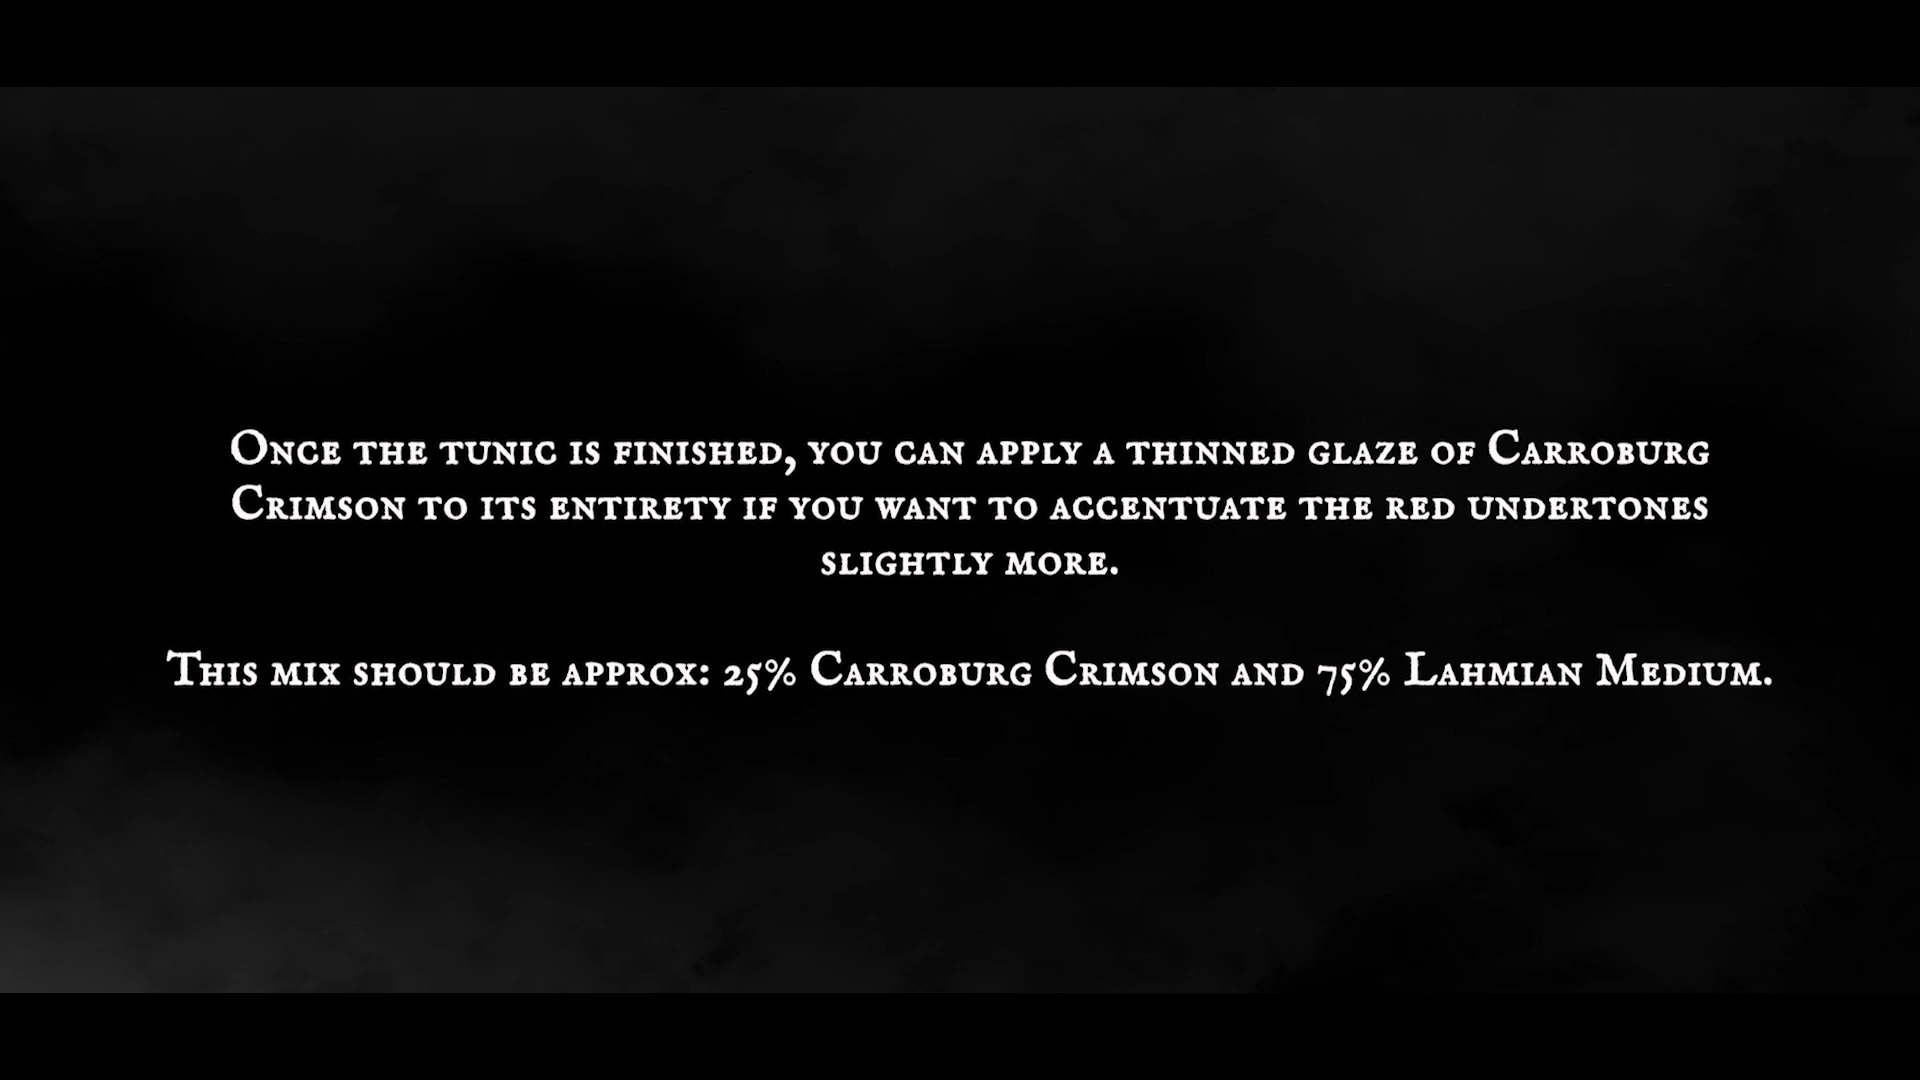 Once the tunic is finished, you can apply a thinned glaze of Carroburg
Crimson to its entirety if you want to accentuate the red undertones
slightly more.
This mix should be approx: 25% Carroburg Crimson and 75% Lahmian Medium.